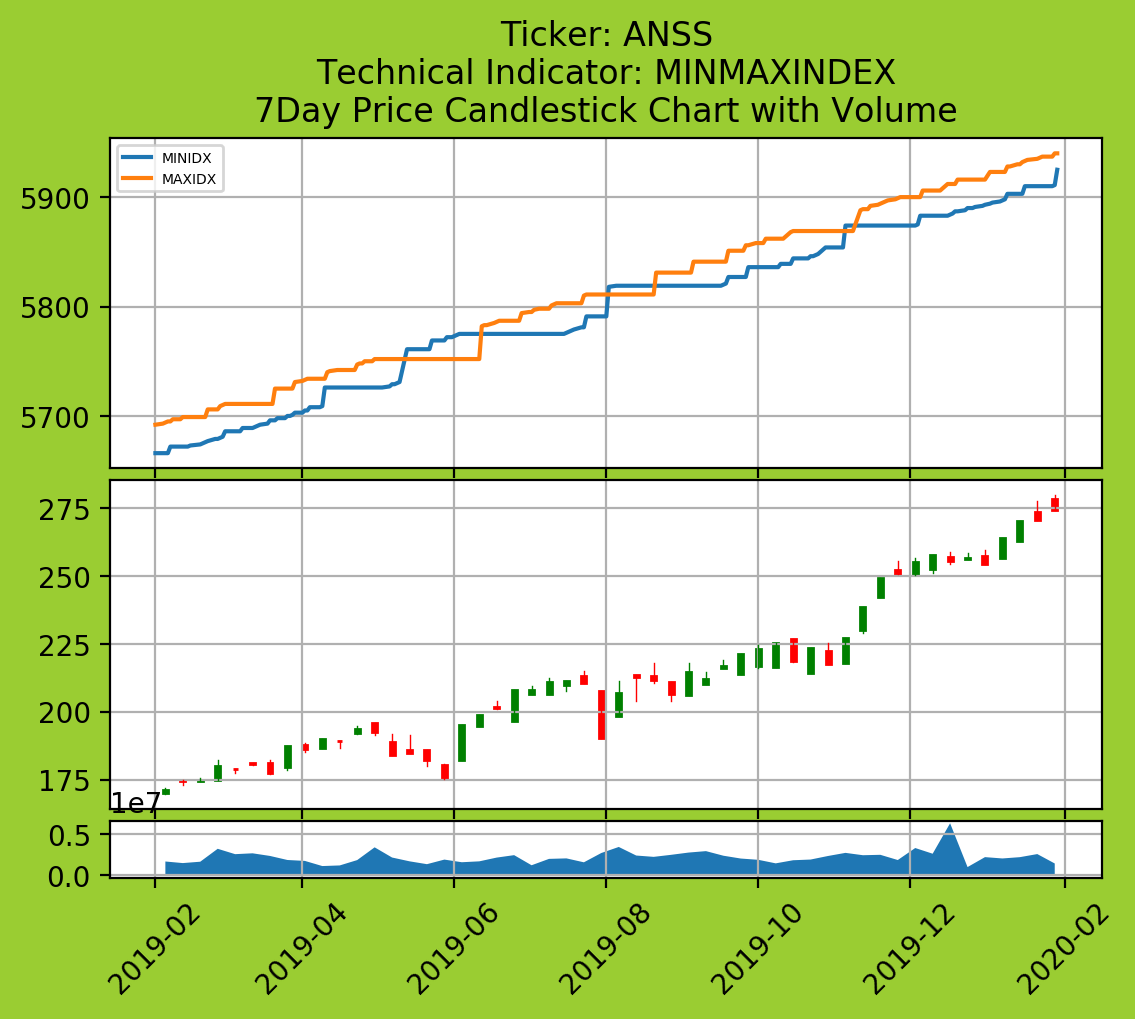 Ticker: ANSS
Technical Indicator: MINMAXINDEX
7Day Price Candlestick Chart with Volume
MINIDX
MAXIDX
5900
5800
5700
275
250
225
200
175
1e7
0.5
0.0
2019-02
2019-04
2019-06
2019-08
2019-10
2019-12
2020-02